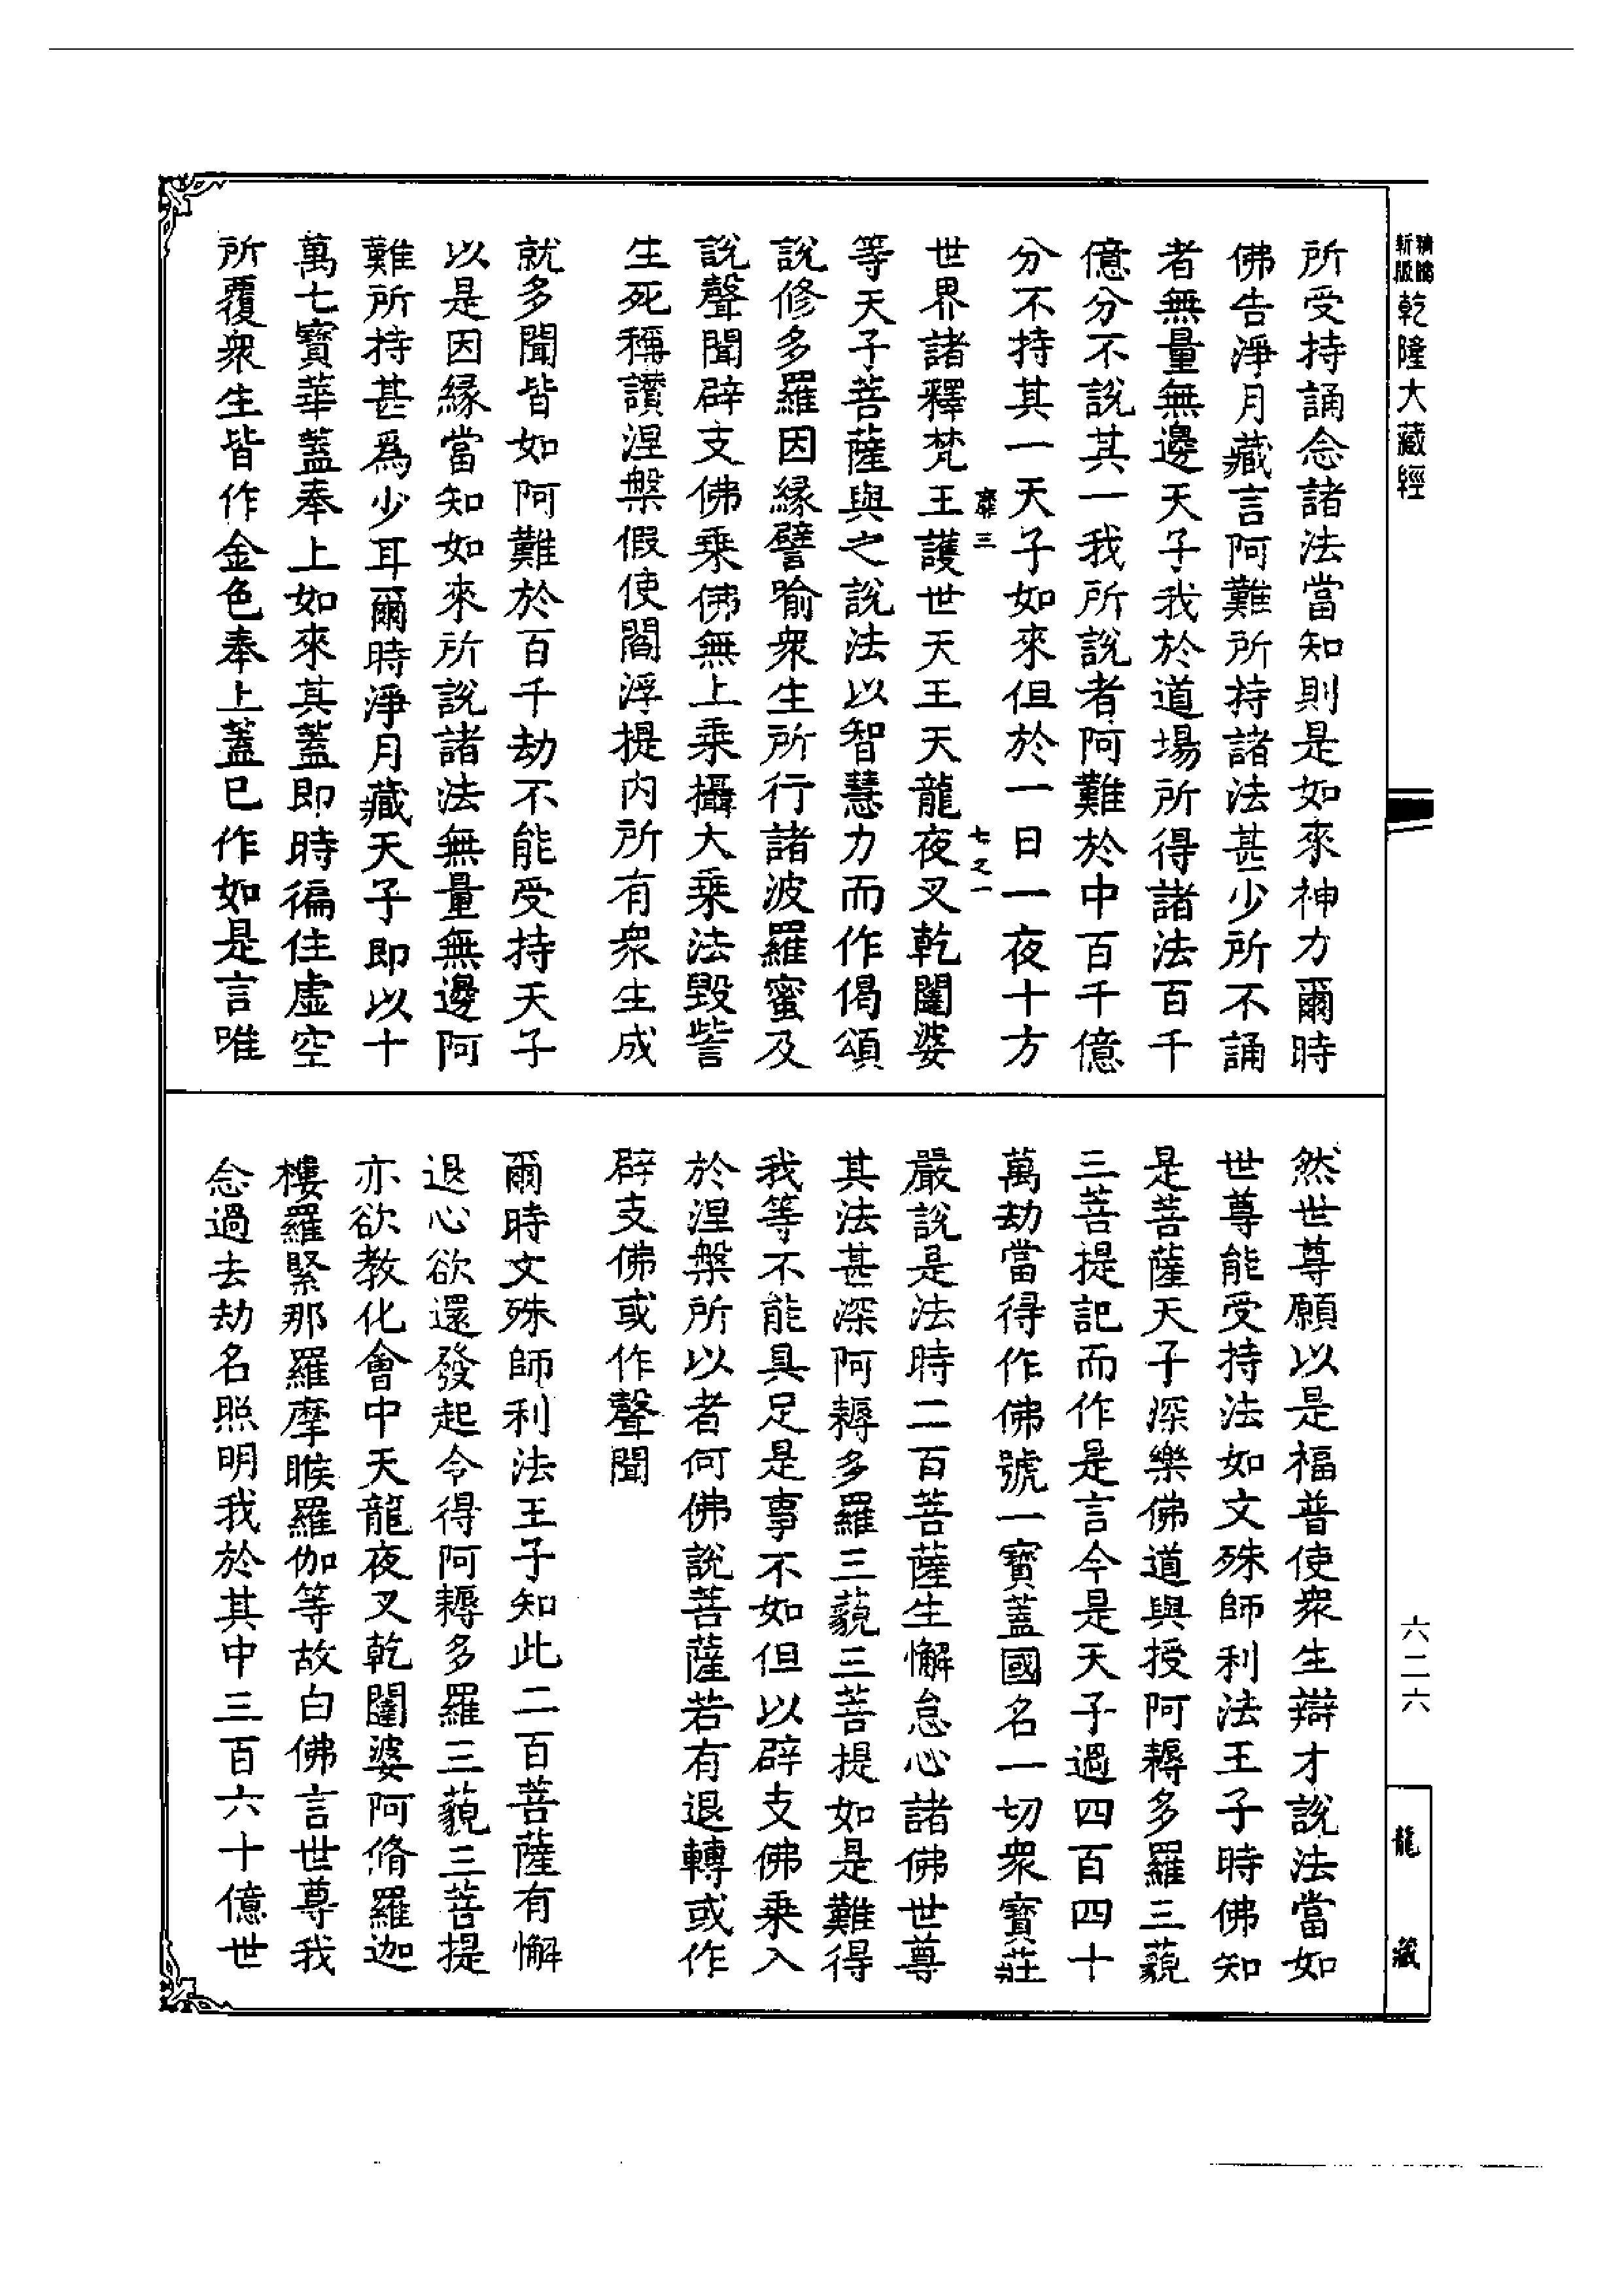 乾隆大藏經
所受持誦念諸法當知則是如來神力爾時
佛告淨月藏言阿難所持諸法甚少所不誦
者無量無邊天子我於道場所得諸法百千
億分不說其一我所說者阿難於中百千億
分不持其一天子如來但於一日一夜十方
靡三 七之一
世界諸釋梵王護世天王天龍夜叉乾闥婆
等天子菩薩與之說法以智慧力而作偈頌
說修多羅因緣譬喻衆生所行諸波羅蜜及
說聲聞辟支佛乘佛無上乘攝大乘法毀訾
生死稱讚涅槃假使閻浮提內所有衆生成
就多聞皆如阿難於百千劫不能受持天子
以是因緣當知如來所說諸法無量無邊阿
難所持甚爲少耳爾時淨月藏天子即以十
萬七寶華蓋奉上如來其蓋即時徧住虛空
所覆衆生皆作金色奉上蓋已作如是言唯
然世尊願以是福普使衆生辯才說法當如
世尊能受持法如文殊師利法王子時佛知
是菩薩天子深樂佛道與授阿耨多羅三藐
三菩提記而作是言今是天子過四百四十
萬劫當得作佛號一寶蓋國名一切衆寶莊
嚴說是法時二百菩薩生懈怠心諸佛世尊
其法甚深阿耨多羅三藐三菩提如是難得
我等不能具足是事不如但以辟支佛乘入
於涅槃所以者何佛說菩薩若有退轉或作
辟支佛或作聲聞
爾時文殊師利法王子知此二百菩薩有懈
退心欲還發起令得阿耨多羅三藐三菩提
亦欲教化會中天龍夜叉乾闥婆阿脩羅迦
樓羅緊那羅摩睺羅伽等故白佛言世尊我
念過去劫名照明我於其中三百六十億世
六二六
龍藏